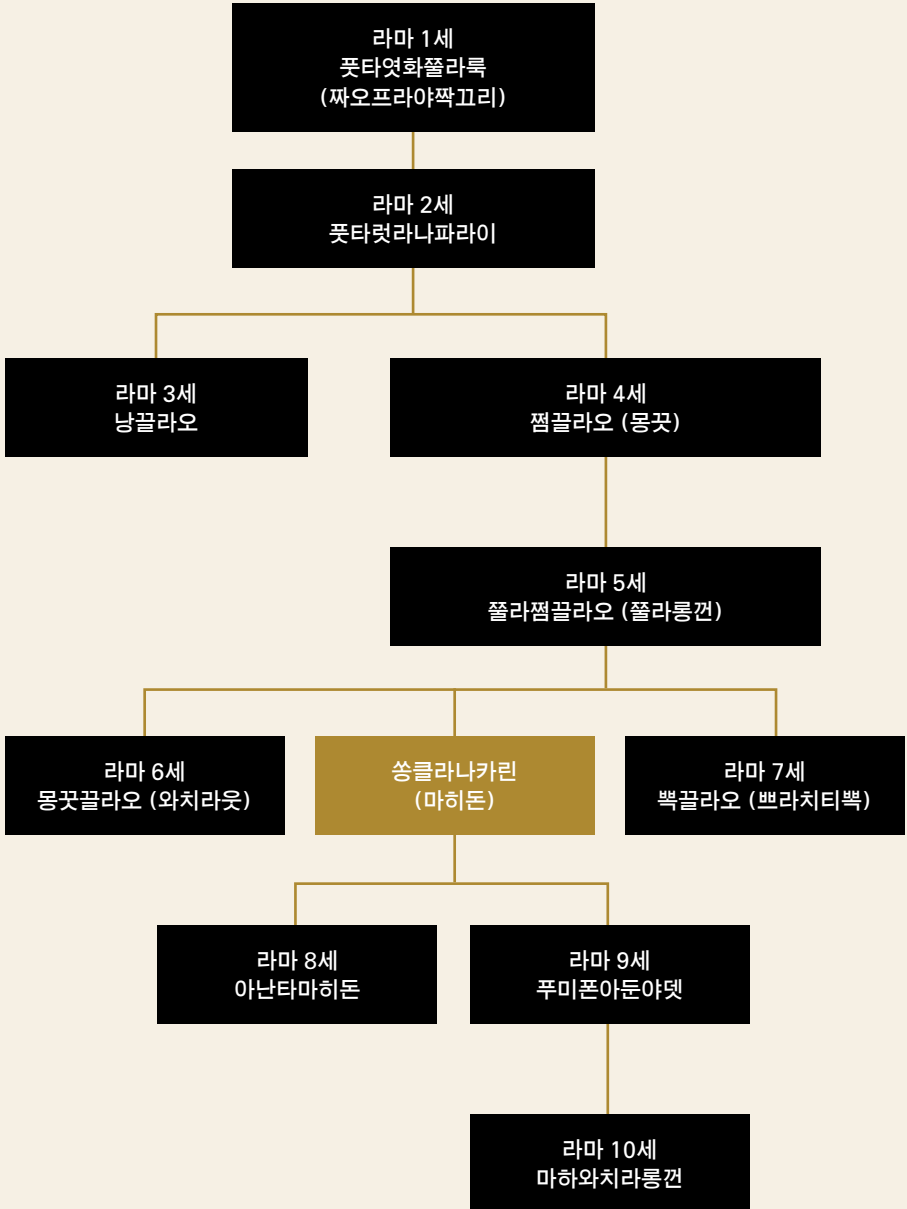 라마 1세
풋타엿화쭐라룩
(짜오프라야짝끄리)
라마 2세
풋타럿라나파라이
라마 3세
낭끌라오
라마 4세
쩜끌라오 (몽꿋)
라마 5세
쭐라쩜끌라오 (쭐라롱껀)
라마 6세
몽꿋끌라오 (와치라웃)
쏭클라나카린
(마히돈)
라마 7세
뽁끌라오 (쁘라치티뽁)
라마 8세
아난타마히돈
라마 9세
푸미폰아둔야뎃
라마 10세
마하와치라롱껀